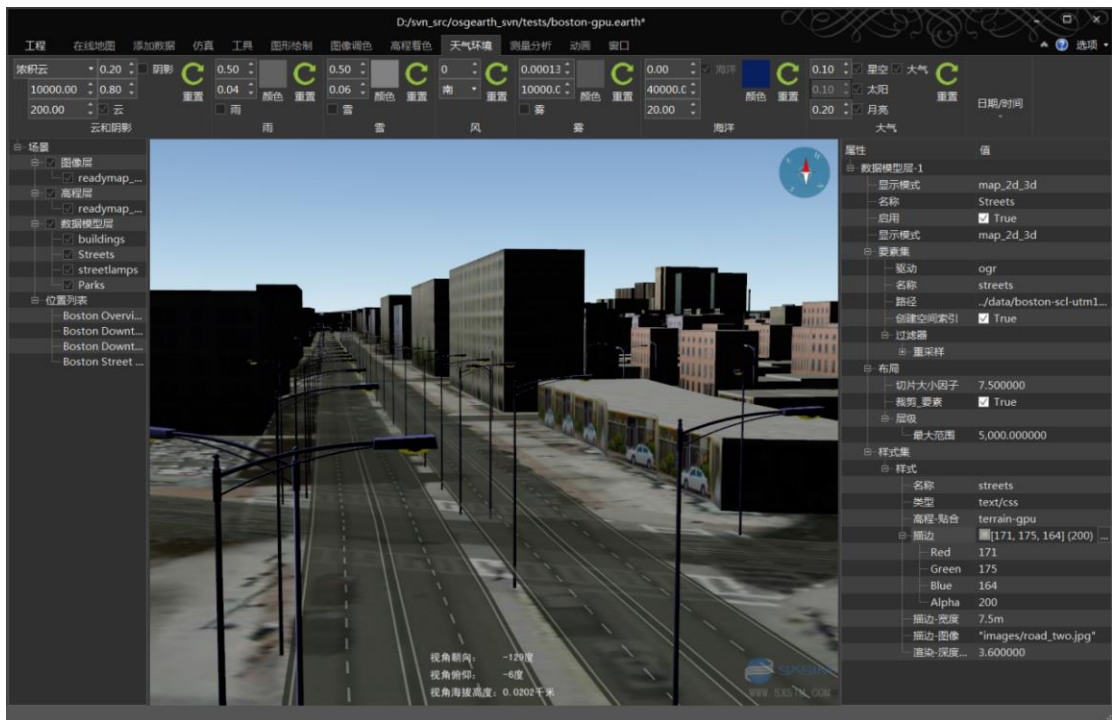 D:/svn_src/osgearth_svn/tests/boston-gpu.earth*
工程 在线地图 添加数据 仿真 工具 图形绘制 图像调色 高程着色 天气环境 测量分析 动画 窗口 选项
浓积云 0.20 阴影 0.50 0.50 0 0.00013 0.00 海洋 0.10 星空 大气
10000.00 0.80 重置 0.04 颜色 重置 0.06 颜色 重置 南 重置 10000.0 颜色 重置 40000.0 颜色 重置 0.10 太阳 重置 日期/时间
200.00 云 雨 雪 雾 20.00 0.20 月亮
云和阴影 雨 雪 风 雾 海洋 大气
场景
图像层
readymap_...
高程层
readymap_...
数据模型层
buildings
Streets
streetlamps
Parks
位置列表
Boston Overvi...
Boston Downt...
Boston Downt...
Boston Street ...
N
视角朝向： -129度
视角俯仰： -6度
视角海拔高度：0.0202千米
SXSIM
WWW.SXSIM.COM
属性 值
数据模型层-1
显示模式 map_2d_3d
名称 Streets
启用 True
显示模式 map_2d_3d
要素集
驱动 ogr
名称 streets
路径 ../data/boston-scl-utm1...
创建空间索引 True
过滤器
重采样
布局
切片大小因子 7.500000
裁剪_要素 True
层级
最大范围 5,000.000000
样式集
样式
名称 streets
类型 text/css
高程-贴合 terrain-gpu
描边 [171, 175, 164] (200) ...
Red 171
Green 175
Blue 164
Alpha 200
描边-宽度 7.5m
描边-图像 "images/road_two.jpg"
渲染-深度... 3.600000